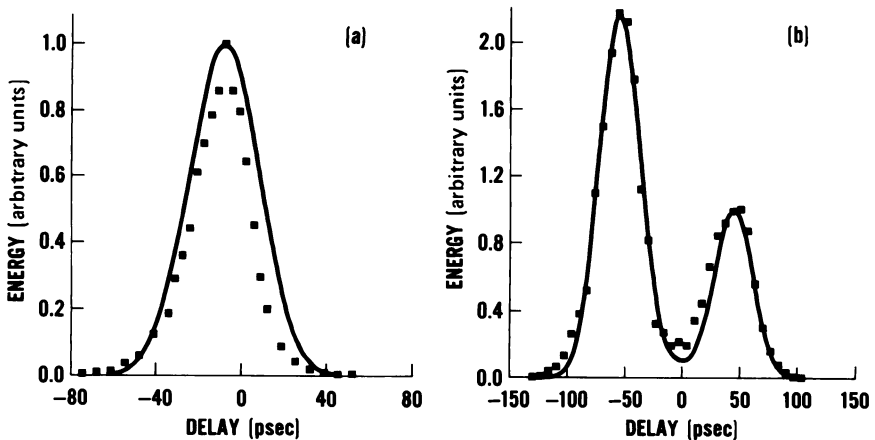 (a)
ENERGY (arbitrary units)
1.0
0.8
0.6
0.4
0.2
0.0
−80 −40 0 40 80
DELAY (psec)
(b)
ENERGY (arbitrary units)
2.0
1.6
1.2
0.8
0.4
0.0
−150 −100 −50 0 50 100 150
DELAY (psec)